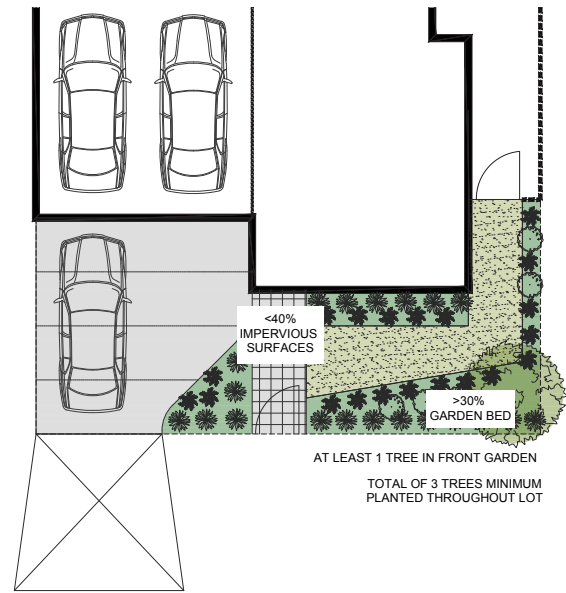 <40%
IMPERVIOUS
SURFACES
>30%
GARDEN BED
AT LEAST 1 TREE IN FRONT GARDEN
TOTAL OF 3 TREES MINIMUM
PLANTED THROUGHOUT LOT